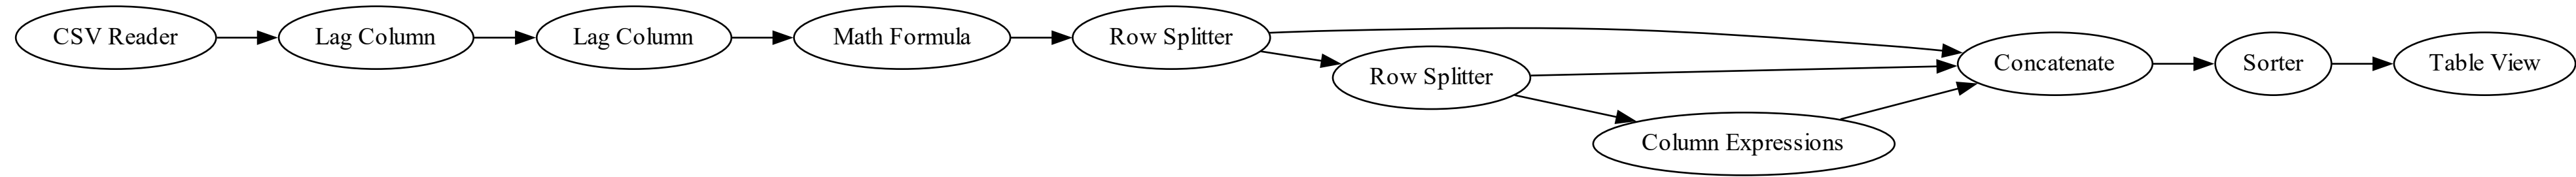 CSV Reader
Lag Column
Lag Column
Math Formula
Row Splitter
Row Splitter
Column Expressions
Concatenate
Sorter
Table View